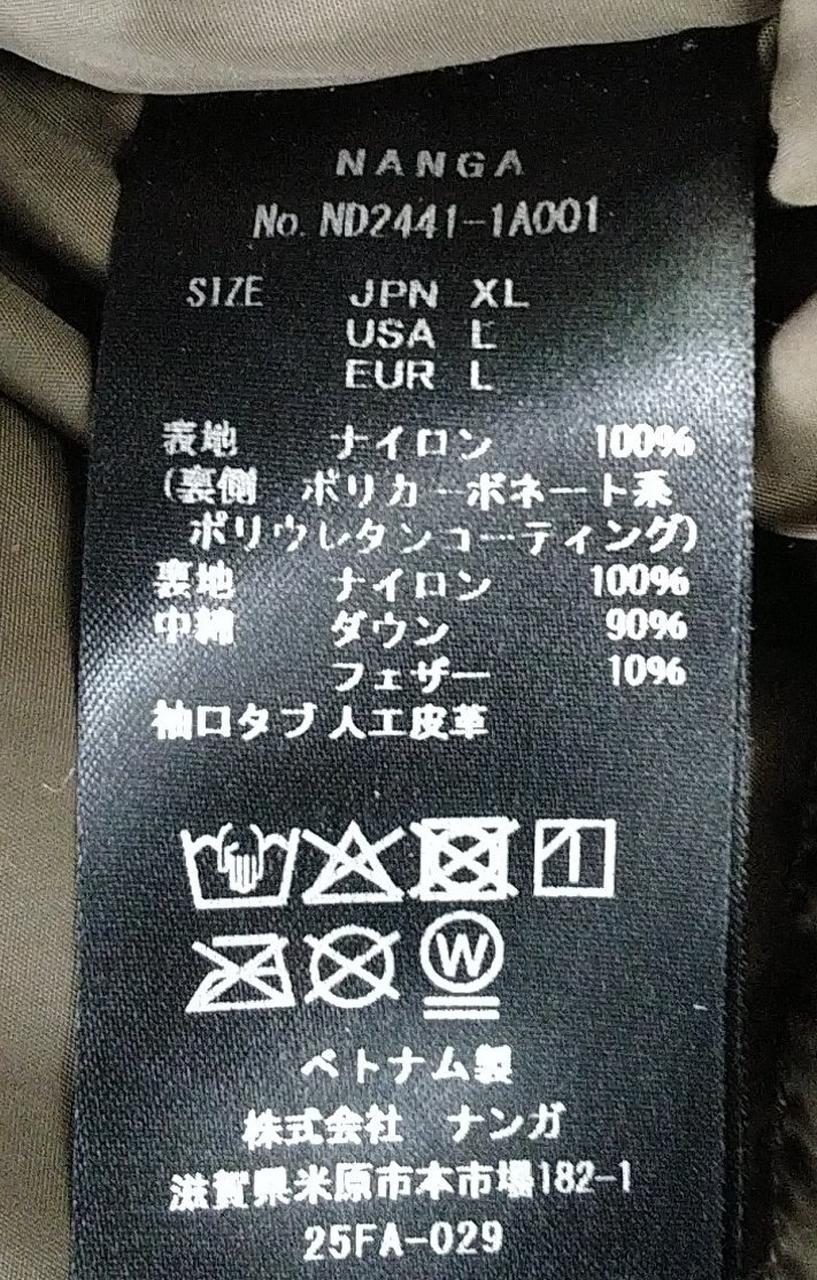 NANGA
No. ND2441-1A001
SIZE JPN XL
USA L
EUR L
表地 ナイロン 100%
(裏側 ポリカーボネート系
ポリウレタンコーティング)
裏地 ナイロン 100%
中綿 ダウン 90%
フェザー 10%
袖口タブ 人工皮革
W
ベトナム製
株式会社 ナンガ
滋賀県米原市本市場182-1
25FA-029